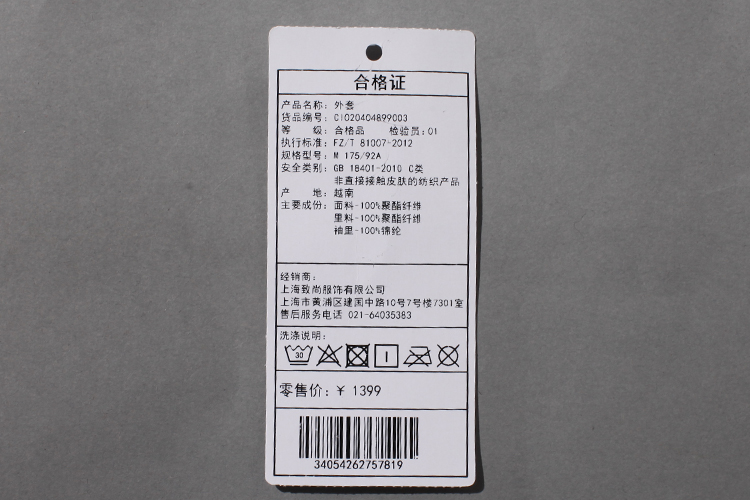 合格证
产品名称: 外套
货品编号: C1020404899003
等 级: 合格品 检验员: 01
执行标准: FZ/T 81007-2012
规格型号: M 175/92A
安全类别: GB 18401-2010 C类
非直接接触皮肤的纺织产品
产 地: 越南
主要成份: 面料-100%聚酯纤维
里料-100%聚酯纤维
袖里-100%锦纶
经销商:
上海致尚服饰有限公司
上海市黄浦区建国中路10号7号楼7301室
售后服务电话 021-64035383
洗涤说明:
30
零售价: ¥ 1399
34054262757819